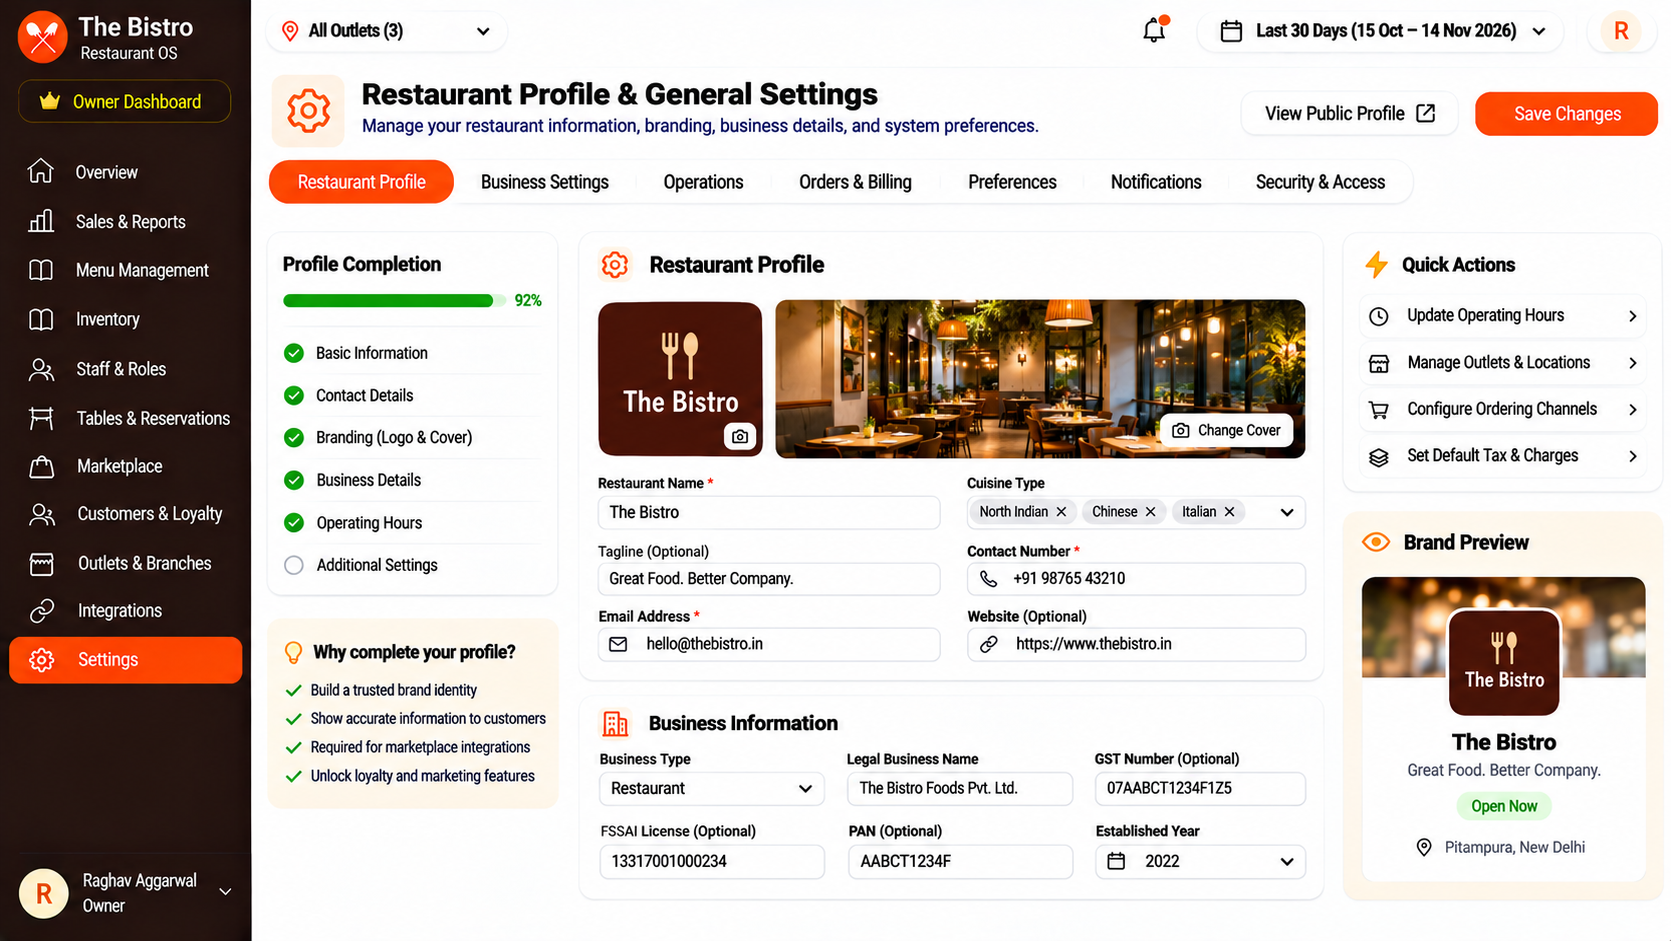 The Bistro
Restaurant OS
Owner Dashboard
Overview
Sales & Reports
Menu Management
Inventory
Staff & Roles
Tables & Reservations
Marketplace
Customers & Loyalty
Outlets & Branches
Integrations
Settings
R
Raghav Aggarwal
Owner
All Outlets (3)
Last 30 Days (15 Oct – 14 Nov 2026)
R
Restaurant Profile & General Settings
Manage your restaurant information, branding, business details, and system preferences.
View Public Profile
Save Changes
Restaurant Profile
Business Settings
Operations
Orders & Billing
Preferences
Notifications
Security & Access
Profile Completion
92%
Basic Information
Contact Details
Branding (Logo & Cover)
Business Details
Operating Hours
Additional Settings
Why complete your profile?
Build a trusted brand identity
Show accurate information to customers
Required for marketplace integrations
Unlock loyalty and marketing features
Restaurant Profile
The Bistro
Change Cover
Restaurant Name *
The Bistro
Cuisine Type
North Indian
Chinese
Italian
Tagline (Optional)
Great Food. Better Company.
Contact Number *
+91 98765 43210
Email Address *
hello@thebistro.in
Website (Optional)
https://www.thebistro.in
Business Information
Business Type
Restaurant
Legal Business Name
The Bistro Foods Pvt. Ltd.
GST Number (Optional)
07AABCT1234F1Z5
FSSAI License (Optional)
13317001000234
PAN (Optional)
AABCT1234F
Established Year
2022
Quick Actions
Update Operating Hours
Manage Outlets & Locations
Configure Ordering Channels
Set Default Tax & Charges
Brand Preview
The Bistro
The Bistro
Great Food. Better Company.
Open Now
Pitampura, New Delhi